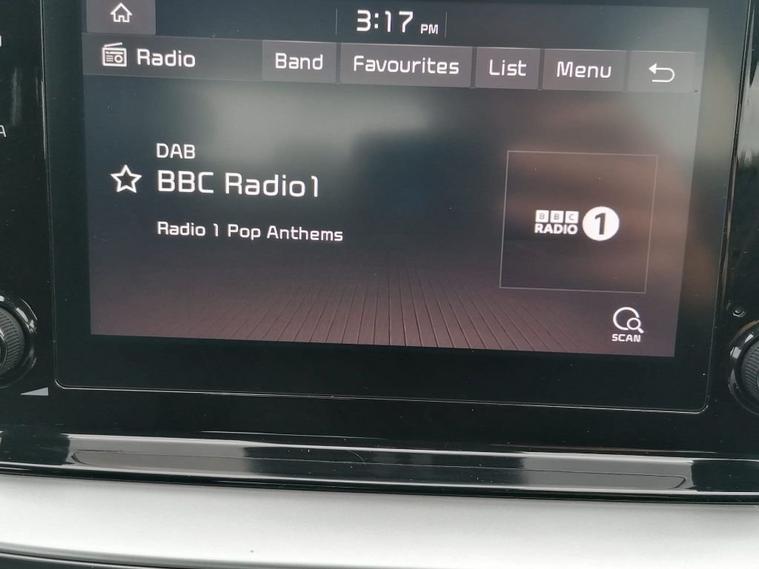 3:17 PM
Radio Band Favourites List Menu
DAB
BBC Radio1
Radio 1 Pop Anthems
BBC
RADIO 1
SCAN
A